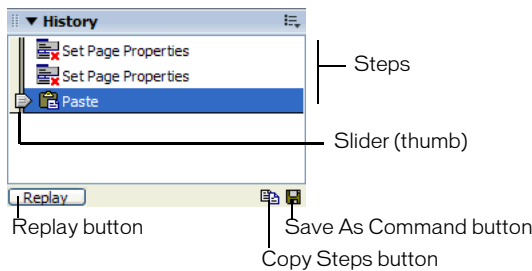 History
Set Page Properties
Set Page Properties
Paste
Steps
Slider (thumb)
Replay
Replay button
Save As Command button
Copy Steps button